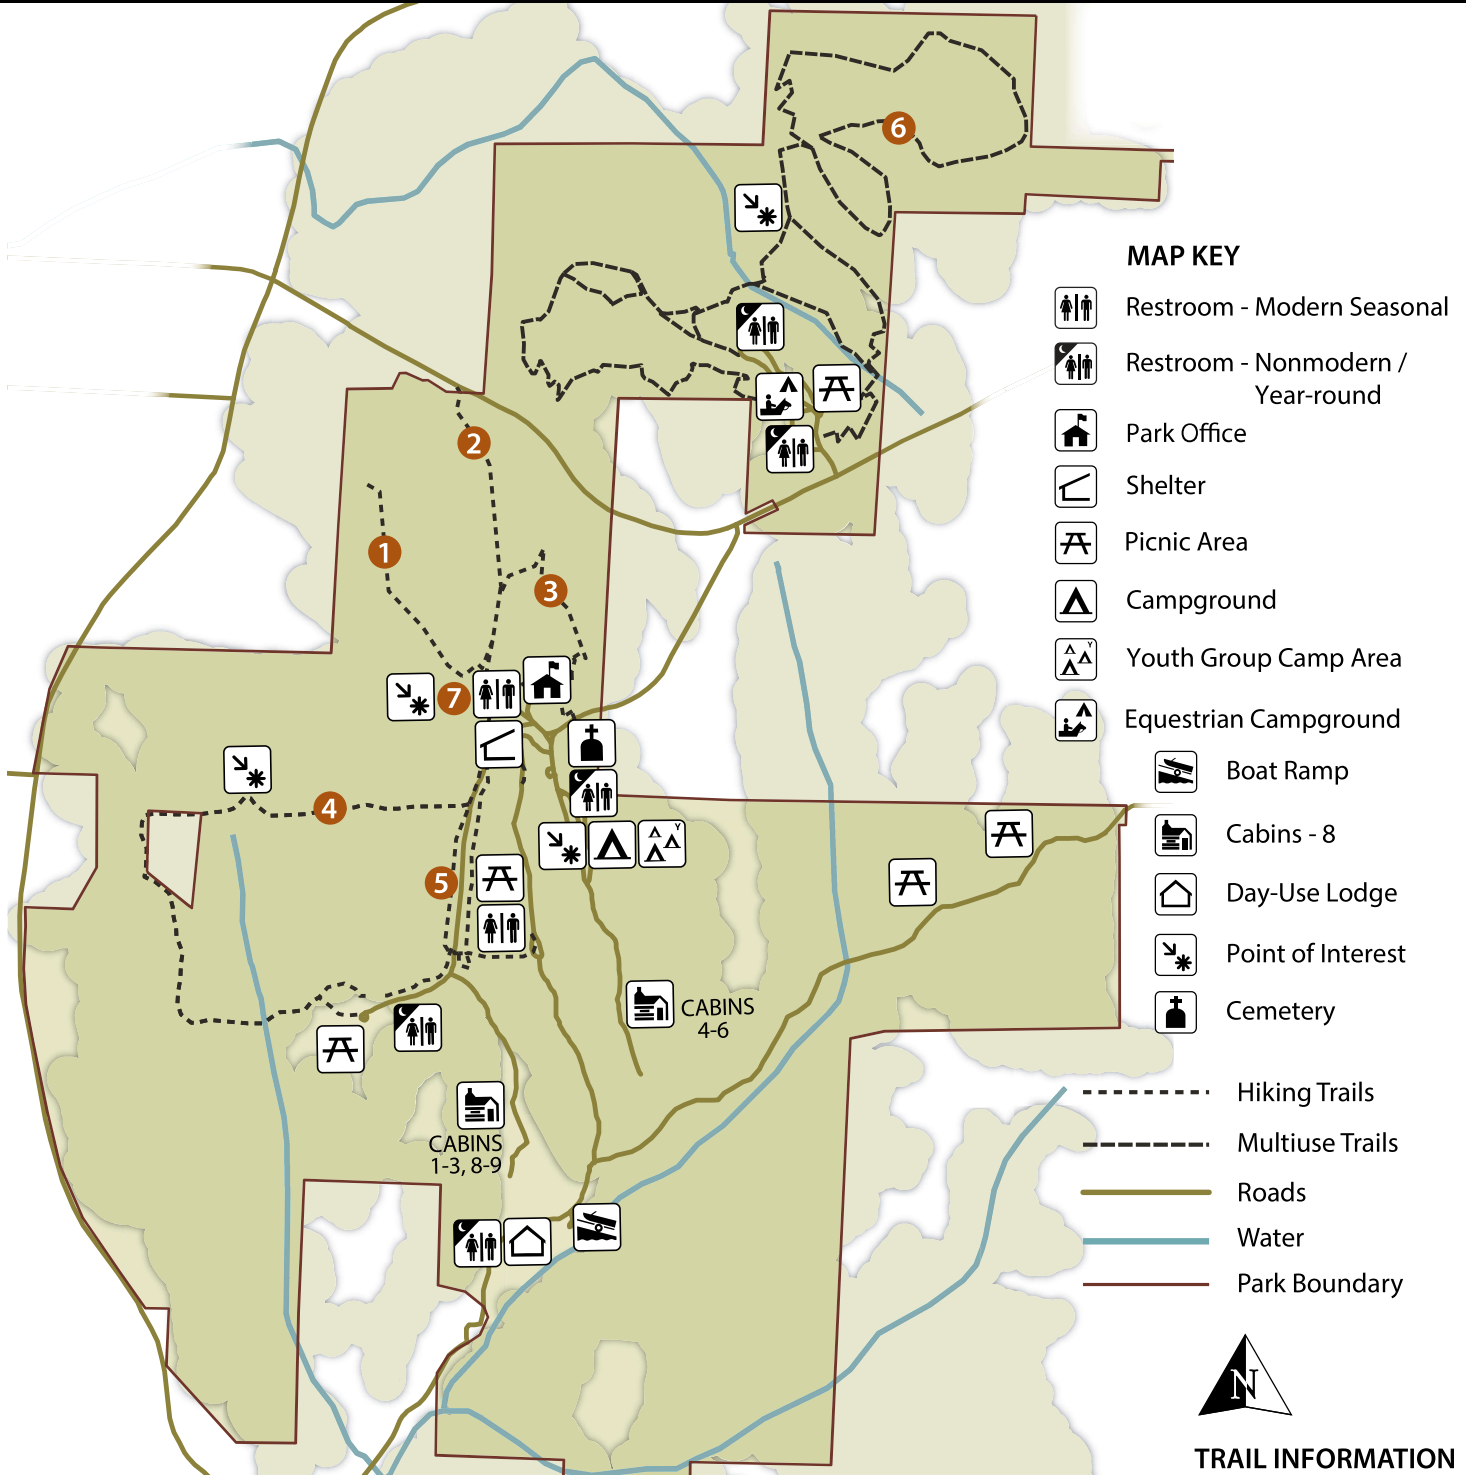 6
MAP KEY
Restroom - Modern Seasonal
Restroom - Nonmodern /
Year-round
Park Office
Shelter
Picnic Area
Campground
Y
Youth Group Camp Area
Equestrian Campground
Boat Ramp
Cabins - 8
Day-Use Lodge
Point of Interest
Cemetery
Hiking Trails
Multiuse Trails
Roads
Water
Park Boundary
N
TRAIL INFORMATION
2
1
3
7
4
Y
5
CABINS
4-6
CABINS
1-3, 8-9